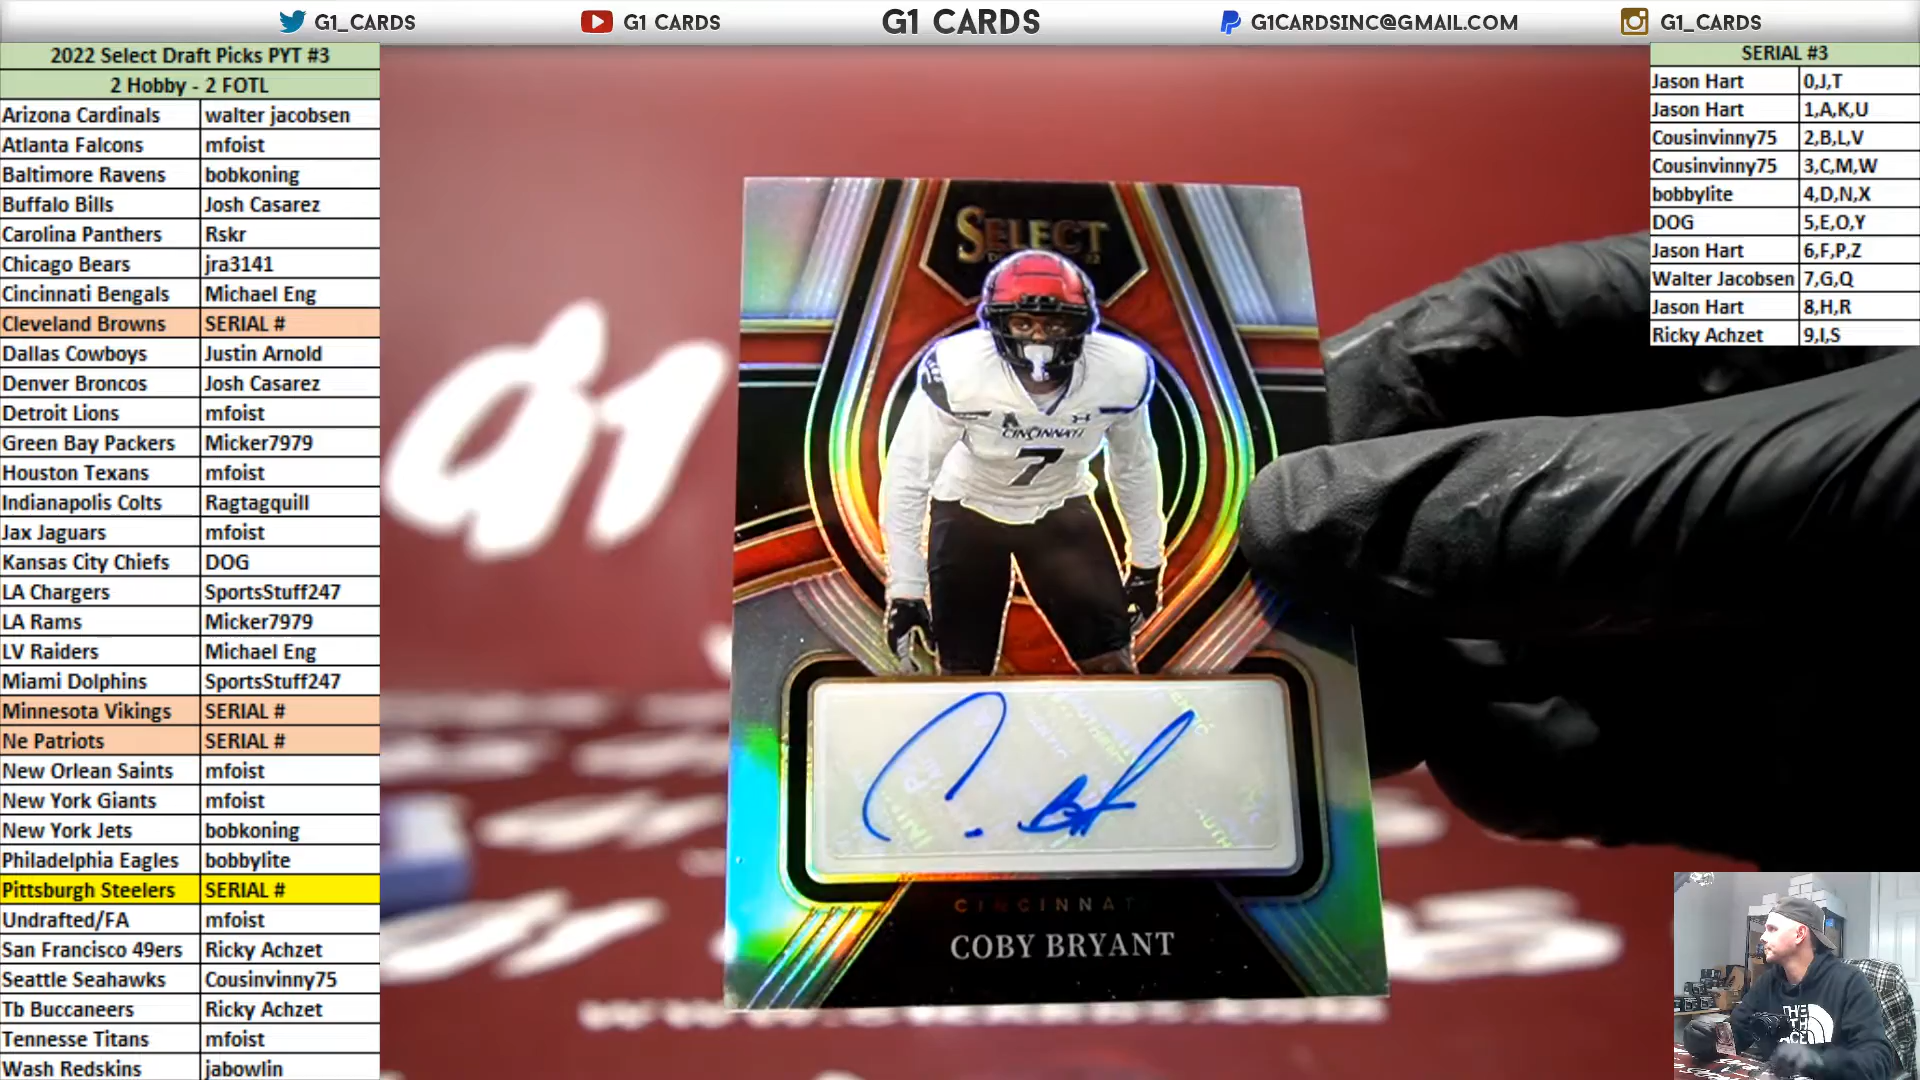 G1_CARDS
G1 CARDS
G1 CARDS
G1CARDSINC@GMAIL.COM
G1_CARDS
2022 Select Draft Picks PYT #3
2 Hobby - 2 FOTL
Arizona Cardinals walter jacobsen
Atlanta Falcons mfoist
Baltimore Ravens bobkoning
Buffalo Bills Josh Casarez
Carolina Panthers Rskr
Chicago Bears jra3141
Cincinnati Bengals Michael Eng
Cleveland Browns SERIAL #
Dallas Cowboys Justin Arnold
Denver Broncos Josh Casarez
Detroit Lions mfoist
Green Bay Packers Micker7979
Houston Texans mfoist
Indianapolis Colts Ragtagquill
Jax Jaguars mfoist
Kansas City Chiefs DOG
LA Chargers SportsStuff247
LA Rams Micker7979
LV Raiders Michael Eng
Miami Dolphins SportsStuff247
Minnesota Vikings SERIAL #
Ne Patriots SERIAL #
New Orlean Saints mfoist
New York Giants mfoist
New York Jets bobkoning
Philadelphia Eagles bobbylite
Pittsburgh Steelers SERIAL #
Undrafted/FA mfoist
San Francisco 49ers Ricky Achzet
Seattle Seahawks Cousinvinny75
Tb Buccaneers Ricky Achzet
Tennesse Titans mfoist
Wash Redskins jabowlin
SERIAL #3
Jason Hart 0,J,T
Jason Hart 1,A,K,U
Cousinvinny75 2,B,L,V
Cousinvinny75 3,C,M,W
bobbylite 4,D,N,X
DOG 5,E,O,Y
Jason Hart 6,F,P,Z
Walter Jacobsen 7,G,Q
Jason Hart 8,H,R
Ricky Achzet 9,I,S
g1
SELECT
CINCINNATI
7
CINCINNAT
COBY BRYANT
THE
NORTH
FACE